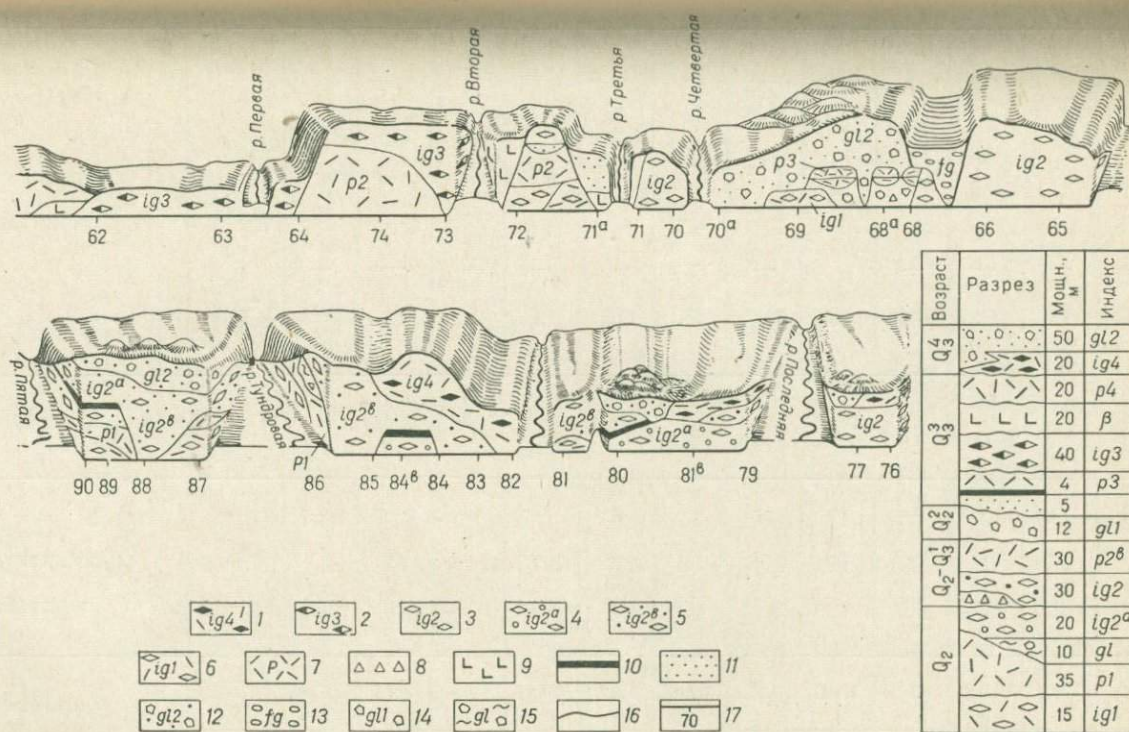 р. Первая
р. Вторая
р. Третья
р. Четвертая
ig3
p2
ig3
p2
ig2
p3
gl2
ig1
fg
ig2
62 63 64 74 73 72 71а 71 70 70а 69 68а 68 66 65
р. Пятая
р. Тундровая
р. Последняя
ig2а
gl2
p1
ig2в
P1
ig2в
ig4
ig2в
ig2а
ig2
90 89 88 87 86 85 84в 84 83 82 81 80 81в 79 77 76
Возраст Разрез Мощн., м Индекс
Q₃⁴ 50 gl2
20 ig4
Q₃³ 20 p4
20 β
40 ig3
4 p3
5
Q₂² 12 gl1
Q₂-Q₃¹ 30 p2в
30 ig2
Q₂ 20 ig2а
10 gl
35 p1
15 ig1
ig4 1 ig3 2 ig2 3 ig2а 4 ig2в 5
ig1 6 p 7 8 9 10 11
gl2 12 fg 13 gl1 14 gl 15 16 70 17